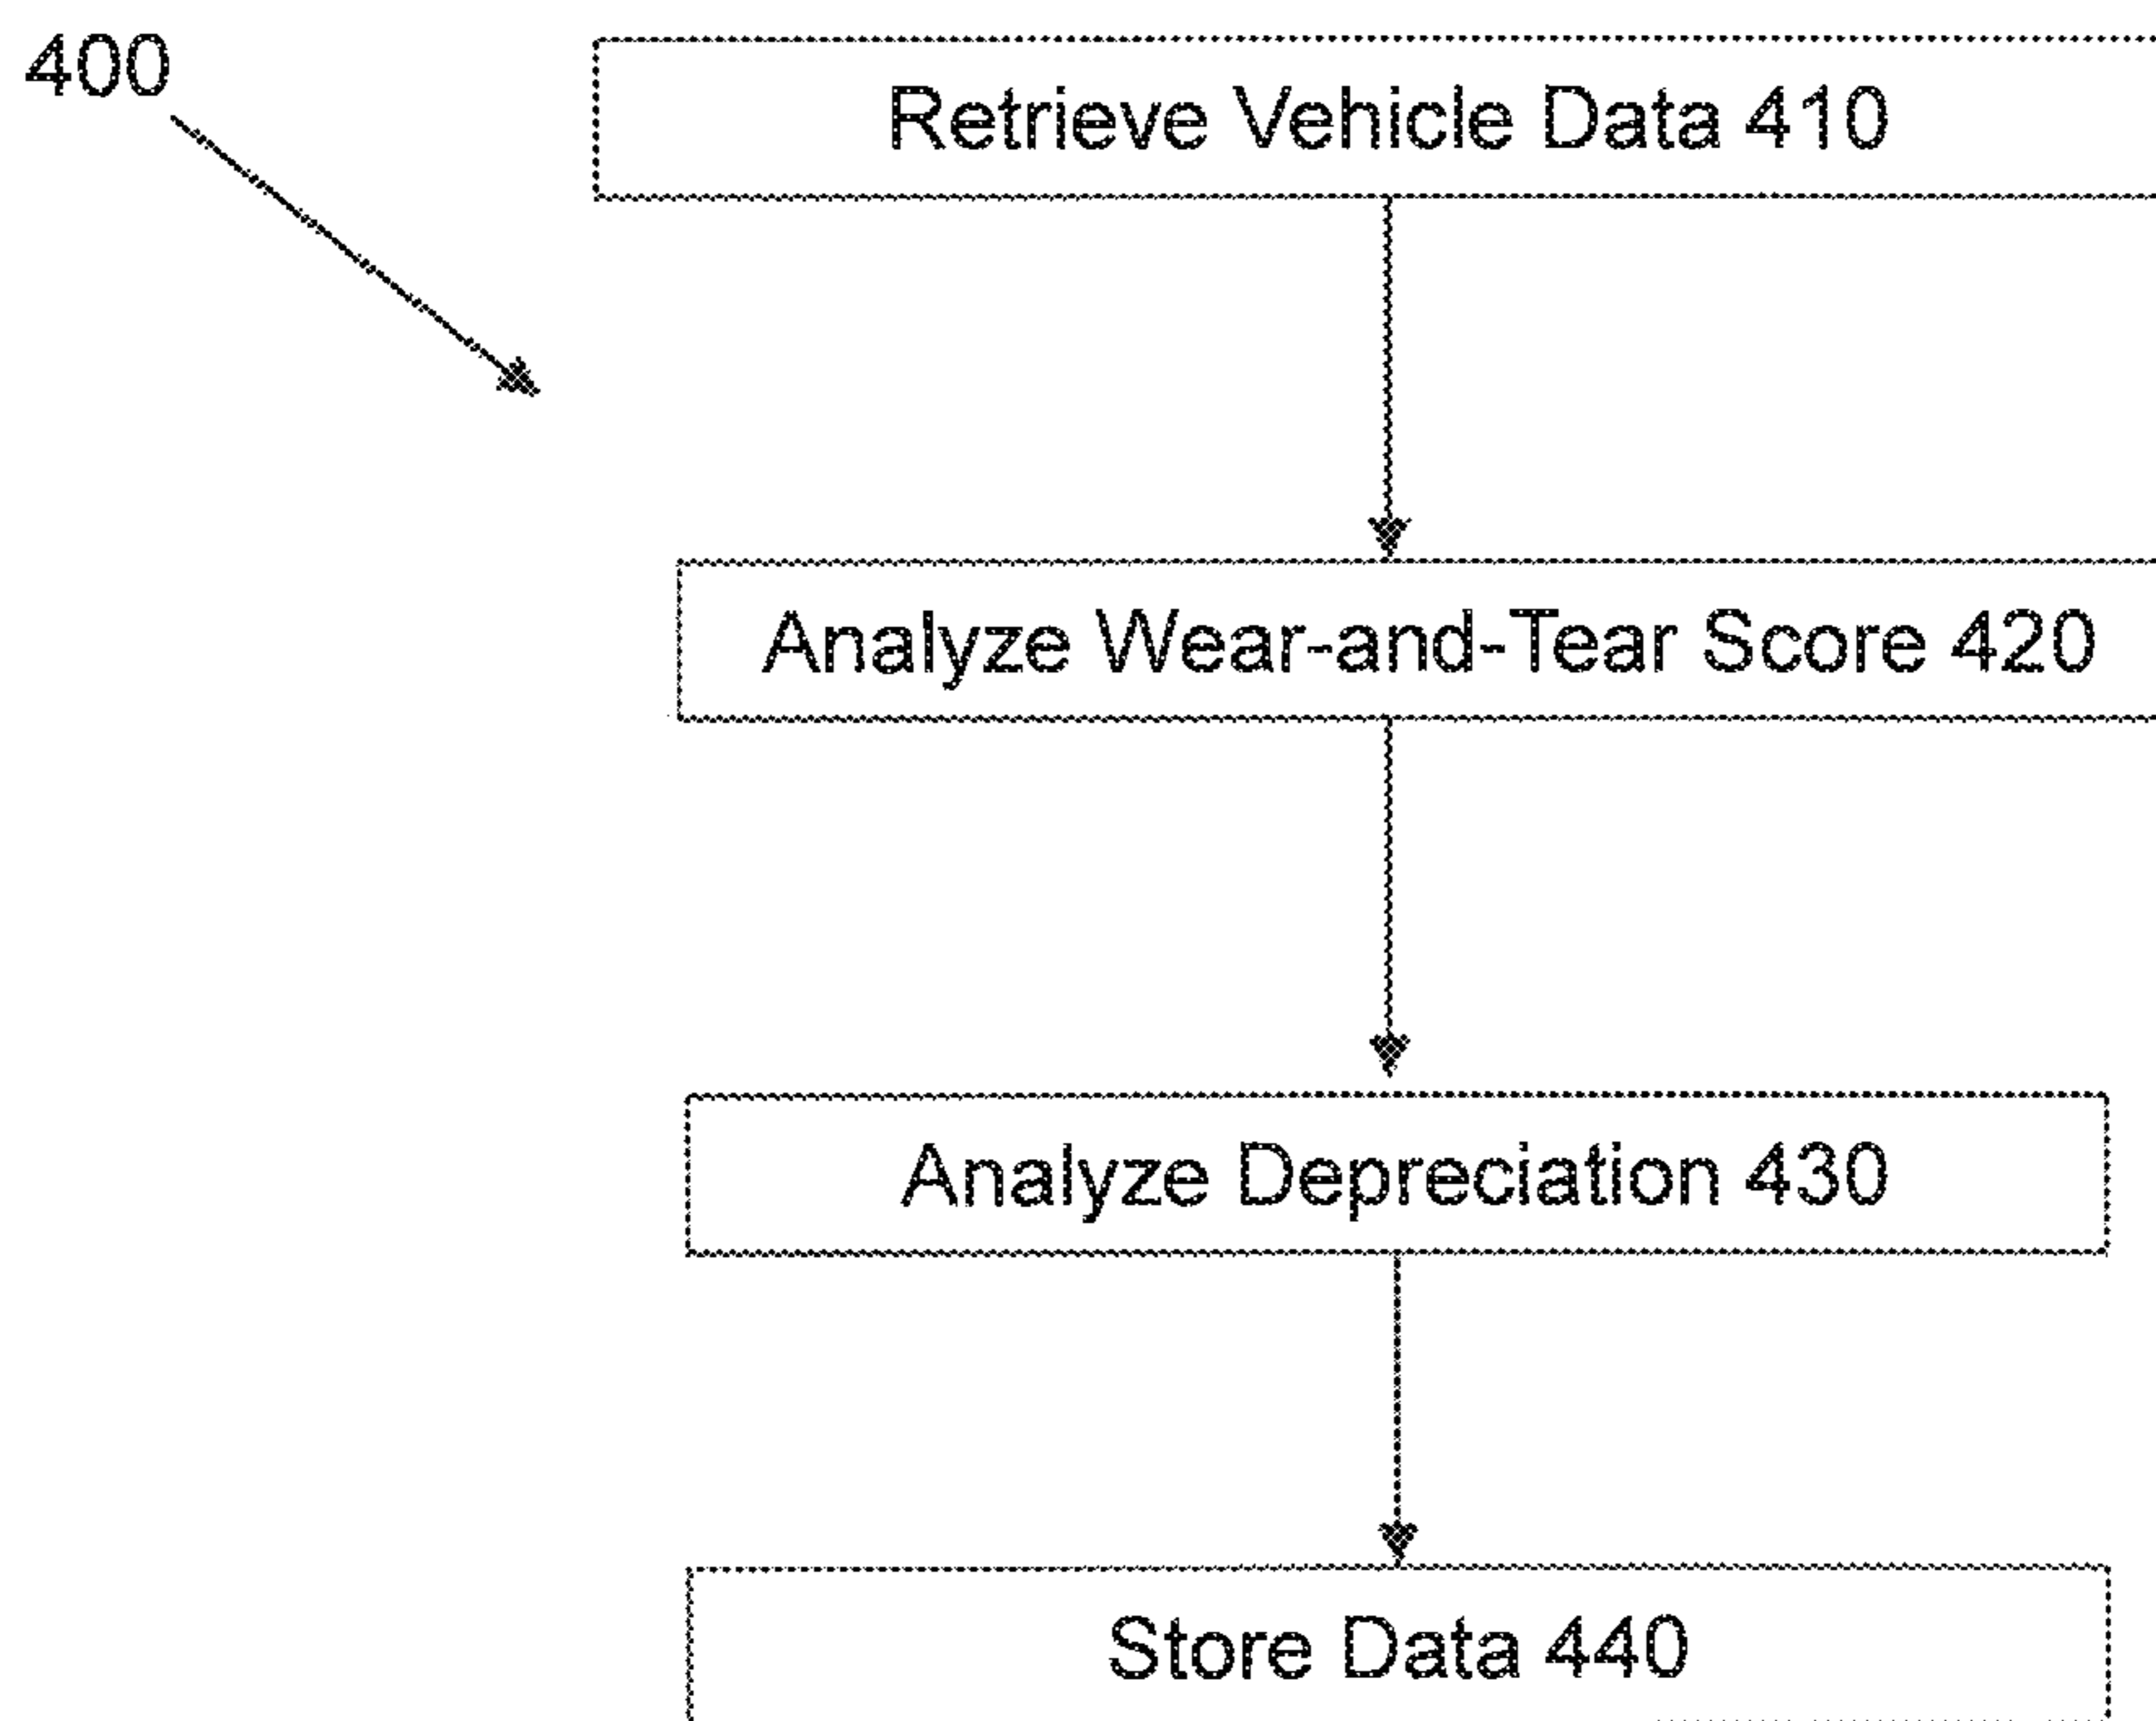 400
Retrieve Vehicle Data 410
Analyze Wear-and-Tear Score 420
Analyze Depreciation 430
Store Data 440